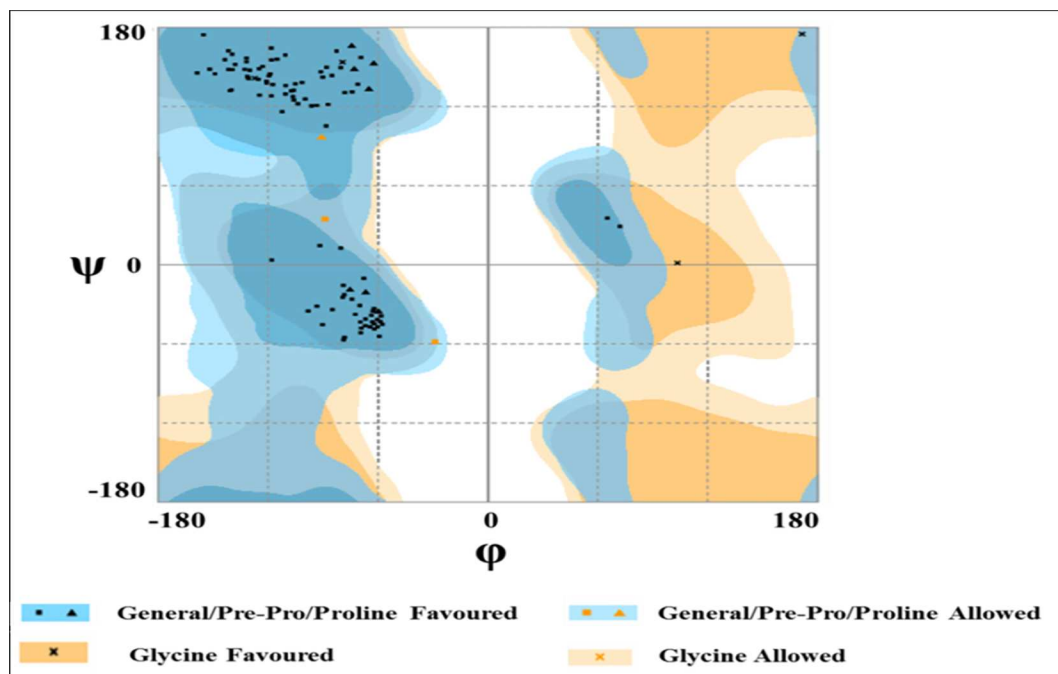 180
ψ 0
-180
-180 0 180
φ
General/Pre-Pro/Proline Favoured General/Pre-Pro/Proline Allowed
Glycine Favoured Glycine Allowed